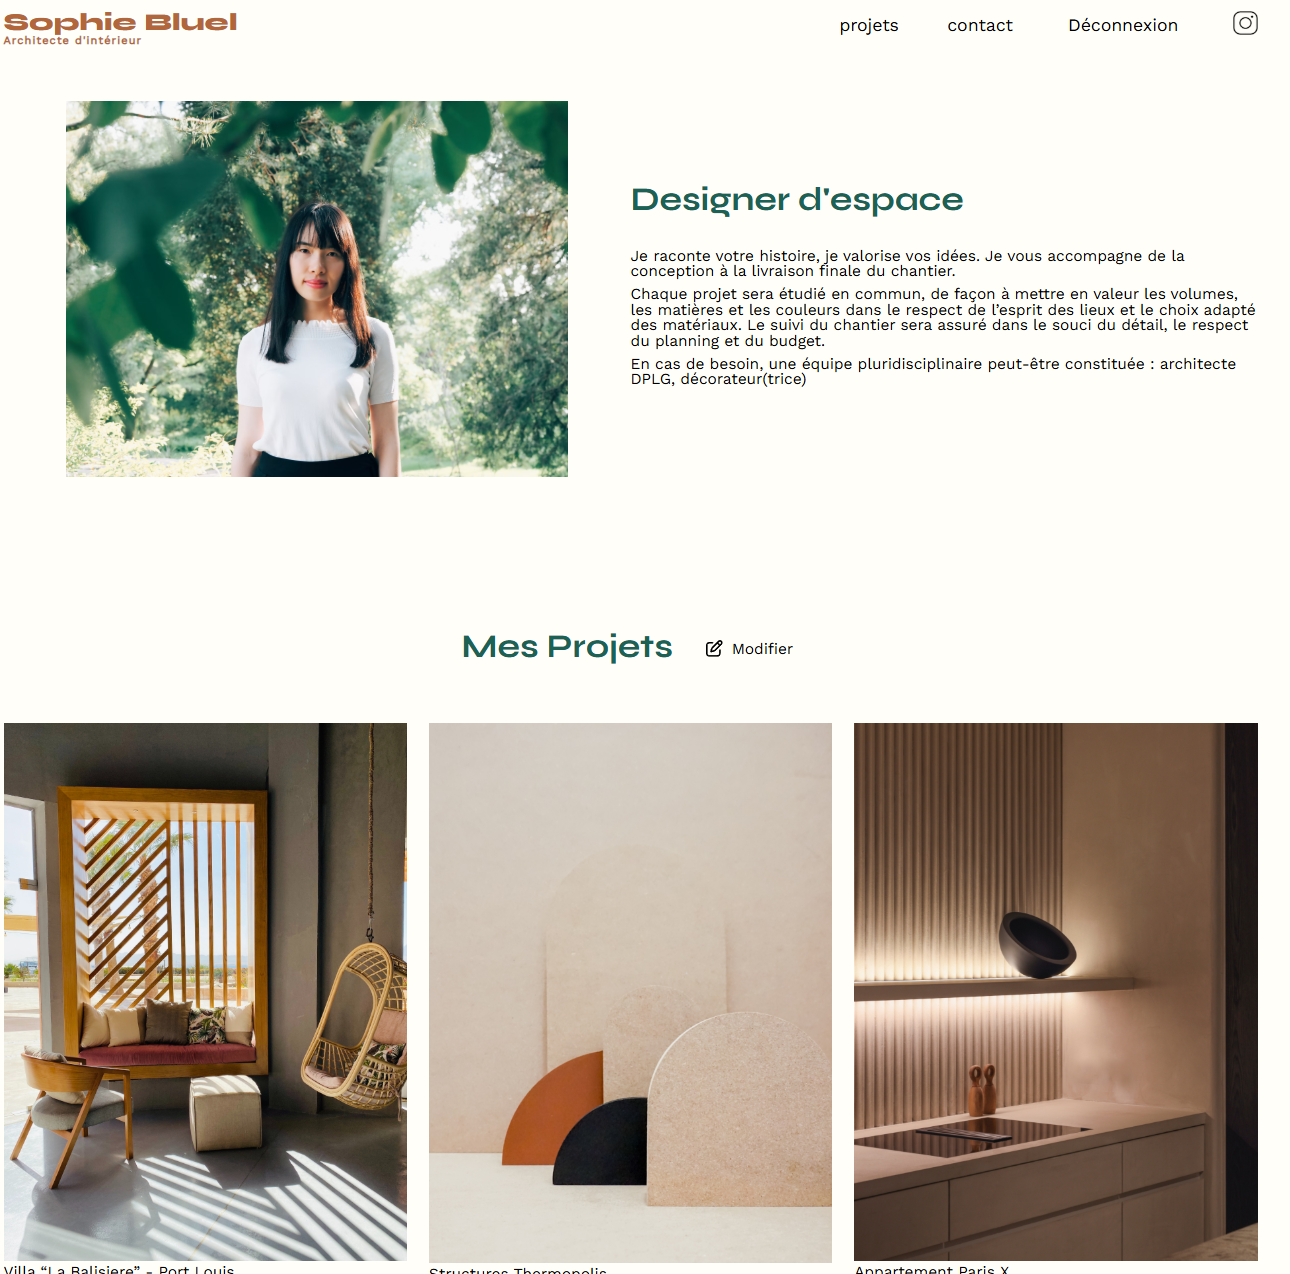 Sophie Bluel
Architecte d'intérieur
projets
contact
Déconnexion
Designer d'espace
Je raconte votre histoire, je valorise vos idées. Je vous accompagne de la
conception à la livraison finale du chantier.
Chaque projet sera étudié en commun, de façon à mettre en valeur les volumes,
les matières et les couleurs dans le respect de l’esprit des lieux et le choix adapté
des matériaux. Le suivi du chantier sera assuré dans le souci du détail, le respect
du planning et du budget.
En cas de besoin, une équipe pluridisciplinaire peut-être constituée : architecte
DPLG, décorateur(trice)
Mes Projets
Modifier
Villa “La Balisiere” - Port Louis
Structures Thermopolis
Appartement Paris X